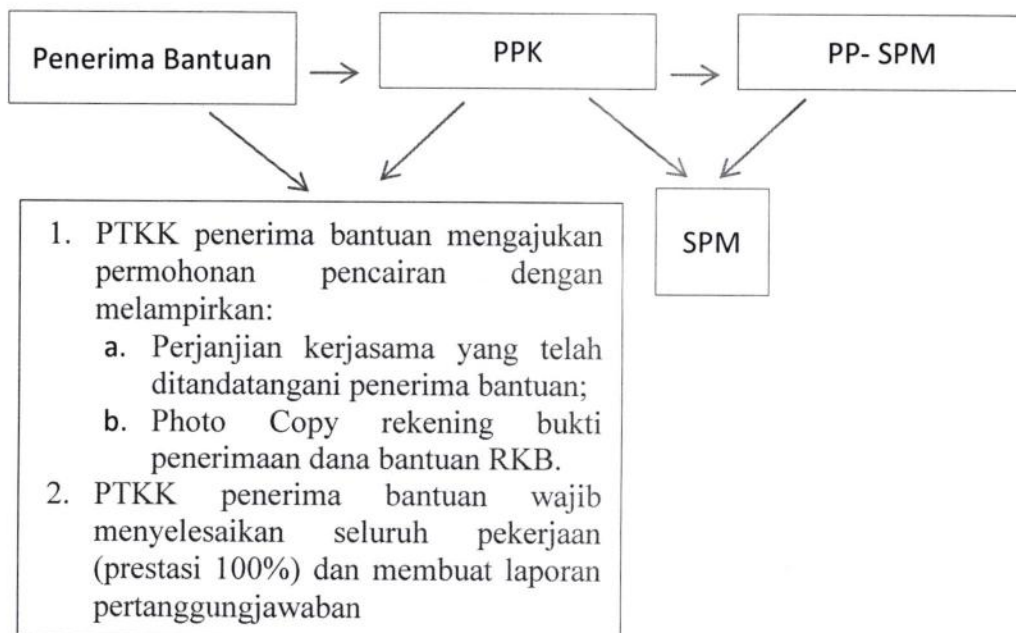 Penerima Bantuan
PPK
PP- SPM
SPM
1. PTKK penerima bantuan mengajukan
permohonan pencairan dengan
melampirkan:
a. Perjanjian kerjasama yang telah
ditandatangani penerima bantuan;
b. Photo Copy rekening bukti
penerimaan dana bantuan RKB.
2. PTKK penerima bantuan wajib
menyelesaikan seluruh pekerjaan
(prestasi 100%) dan membuat laporan
pertanggungjawaban